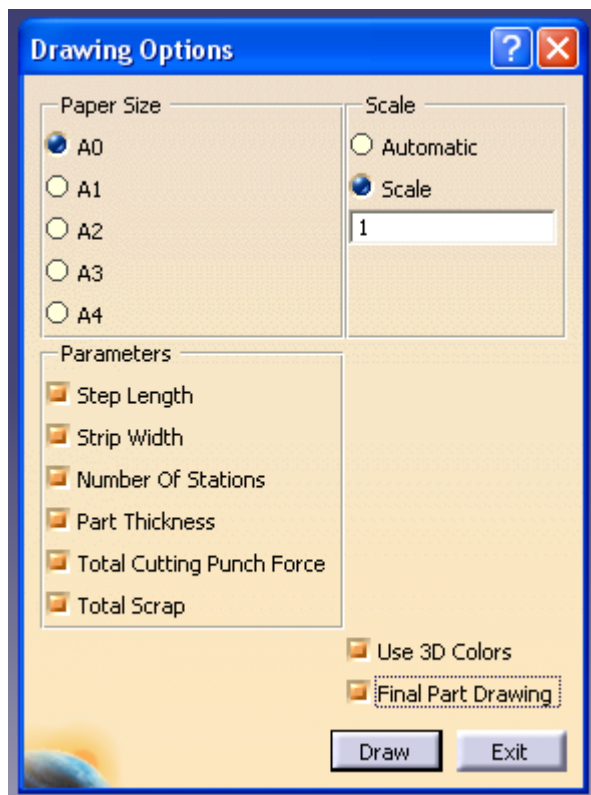 Drawing Options
Paper Size
A0
A1
A2
A3
A4
Scale
Automatic
Scale
1
Parameters
Step Length
Strip Width
Number Of Stations
Part Thickness
Total Cutting Punch Force
Total Scrap
Use 3D Colors
Final Part Drawing
Draw Exit